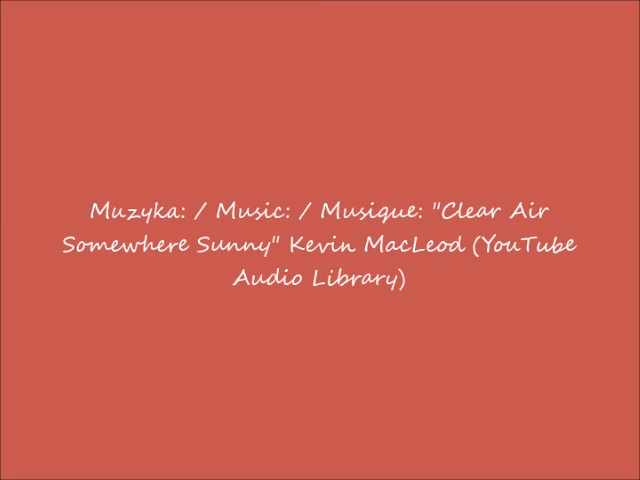 Muzyka: / Music: / Musique: "Clear Air
Somewhere Sunny" Kevin MacLeod (YouTube
Audio Library)